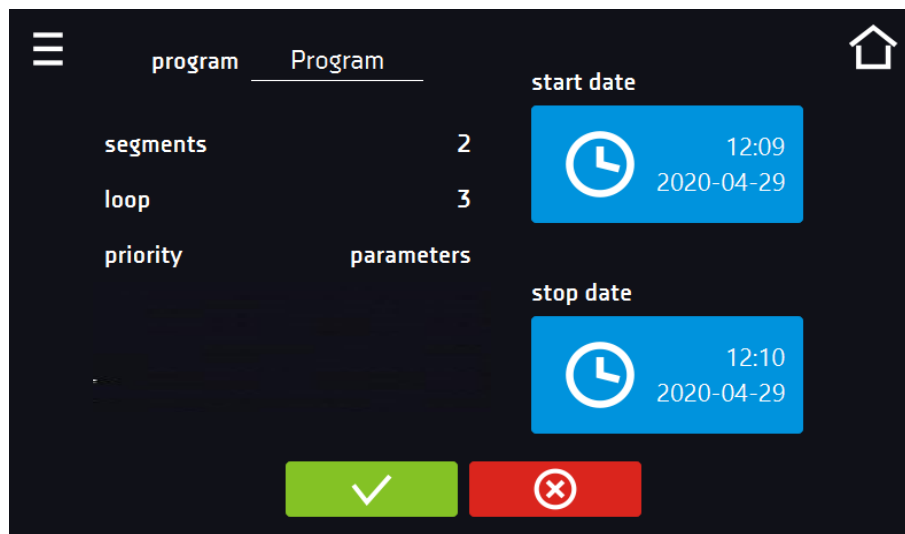 program Program
segments 2
loop 3
priority parameters
start date
12:09
2020-04-29
stop date
12:10
2020-04-29